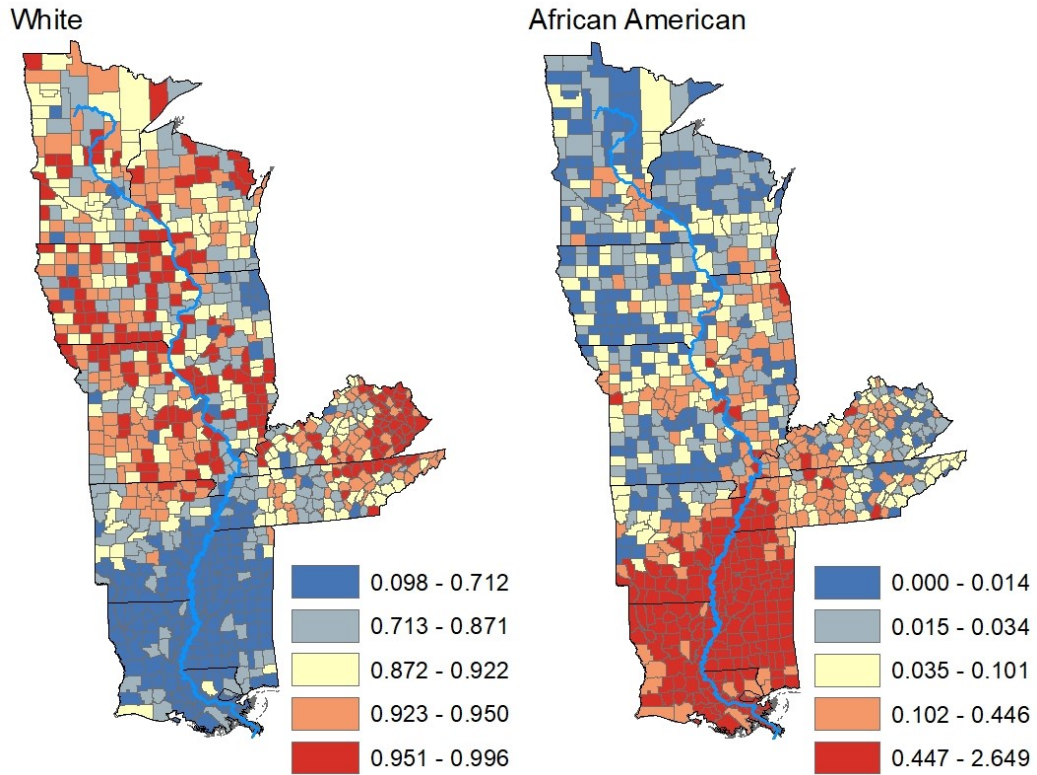 White
African American
0.098 - 0.712
0.713 - 0.871
0.872 - 0.922
0.923 - 0.950
0.951 - 0.996
0.000 - 0.014
0.015 - 0.034
0.035 - 0.101
0.102 - 0.446
0.447 - 2.649